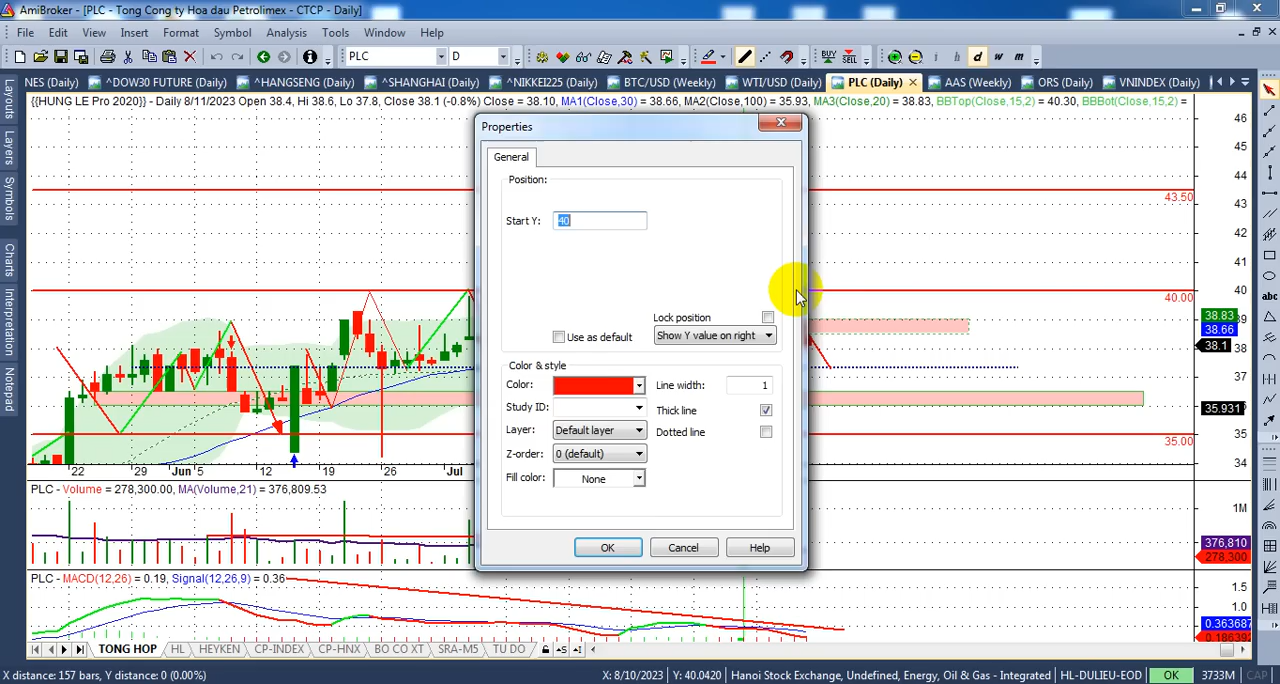 AmiBroker - [PLC - Tong Cong ty Hoa dau Petrolimex - CTCP - Daily]
File Edit View Insert Format Symbol Analysis Tools Window Help
PLC D BUY SELL i h d w m
NES (Daily) ^DOW30 FUTURE (Daily) ^HANGSENG (Daily) ^SHANGHAI (Daily) ^NIKKEI225 (Daily) BTC/USD (Weekly) WTI/USD (Daily) PLC (Daily) AAS (Weekly) ORS (Daily) VNINDEX (Daily)
{{HUNG LE Pro 2020}} - Daily 8/11/2023 Open 38.4, Hi 38.6, Lo 37.8, Close 38.1 (-0.8%) Close = 38.10, MA1(Close,30) = 38.66, MA2(Close,100) = 35.93, MA3(Close,20) = 38.83, BBTop(Close,15,2) = 40.30, BBBot(Close,15,2) =
Layouts
Layers
Symbols
Charts
Interpretation
Notepad
Properties
General
Position:
Start Y: 40
Lock position
Use as default Show Y value on right
Color & style
Color: Line width: 1
Study ID: Thick line
Layer: Default layer Dotted line
Z-order: 0 (default)
Fill color: None
OK Cancel Help
46
45
44
43.50
43
42
41
40
40.00
39
38.83
38.66
38.1
38
37
36
35.931
35
35.00
34
abc
22 29 Jun 5 12 19 26 Jul
PLC - Volume = 278,300.00, MA(Volume,21) = 376,809.53
1M
376,810
278,300
PLC - MACD(12,26) = 0.19, Signal(12,26,9) = 0.36
1.5
1.0
0.363687
0.186392
TONG HOP HL HEYKEN CP-INDEX CP-HNX BO CO XT SRA-M5 TU DO
X distance: 157 bars, Y distance: 0 (0.00%) X: 8/10/2023 Y: 40.0420 Hanoi Stock Exchange, Undefined, Energy, Oil & Gas - Integrated HL-DULIEU-EOD OK 3733M CAP